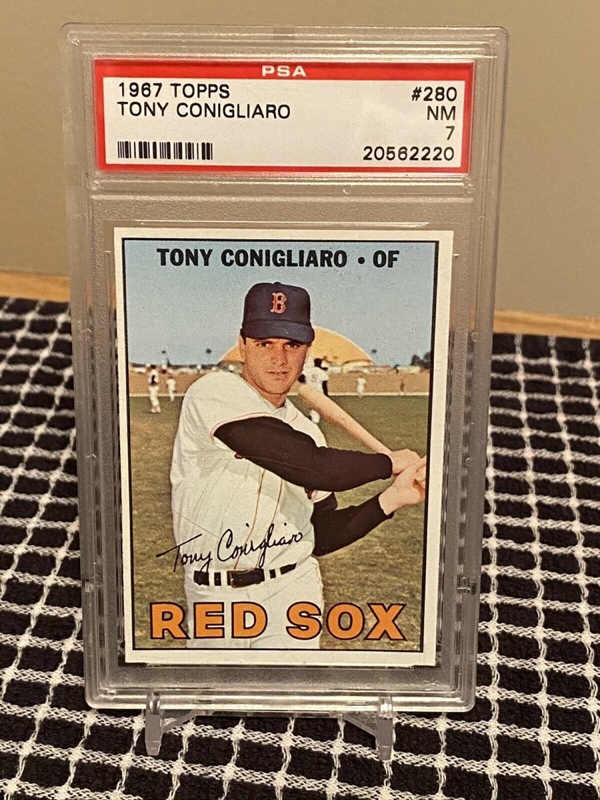 PSA
1967 TOPPS #280
TONY CONIGLIARO NM
7
20562220
TONY CONIGLIARO • OF
B
Tony Conigliaro
RED SOX